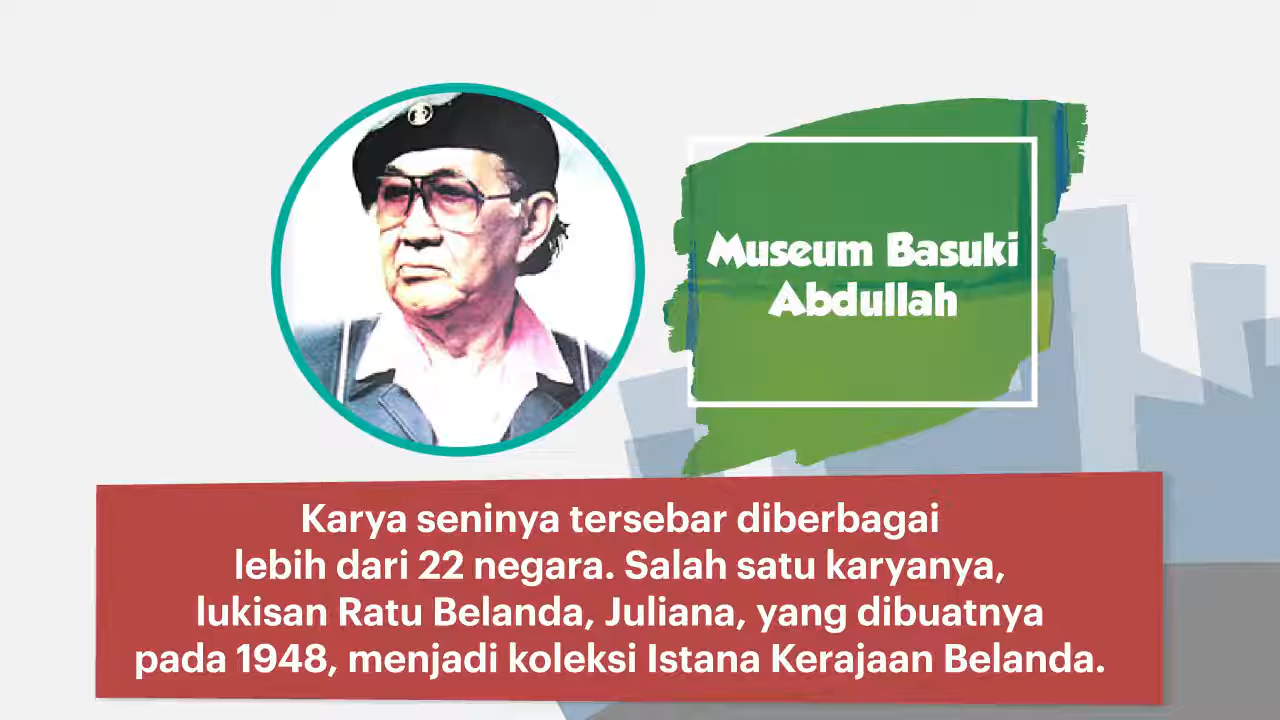 Museum Basuki
Abdullah
Karya seninya tersebar diberbagai
lebih dari 22 negara. Salah satu karyanya,
lukisan Ratu Belanda, Juliana, yang dibuatnya
pada 1948, menjadi koleksi Istana Kerajaan Belanda.